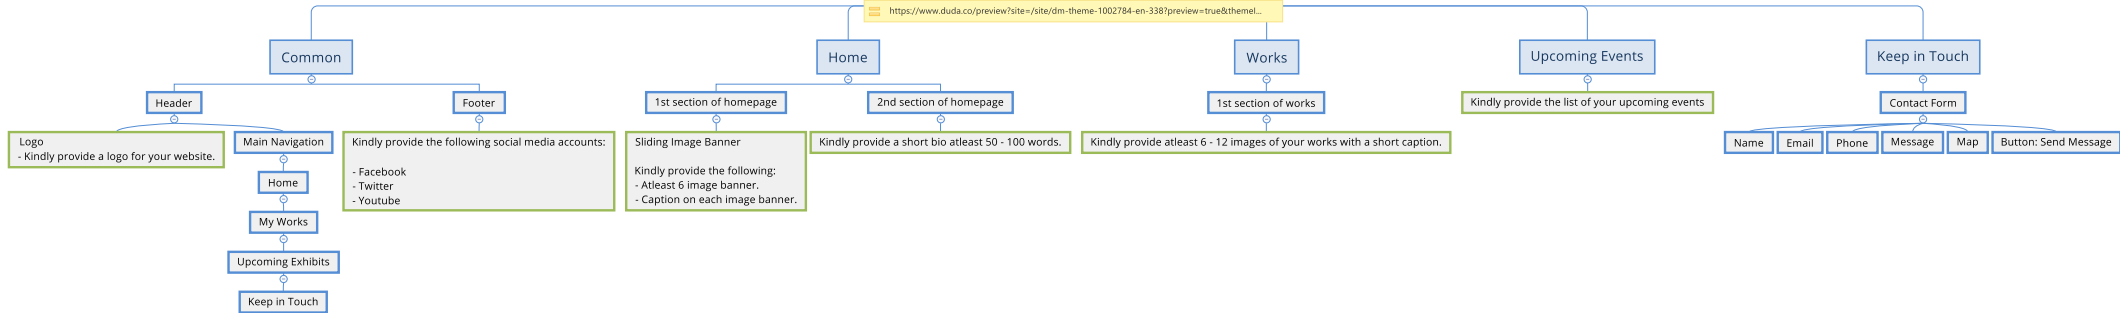 https://www.duda.co/preview?site=/site/dm-theme-1002784-en-338?preview=true&themeI...
Common
Home
Works
Upcoming Events
Keep in Touch
Header
Footer
1st section of homepage
2nd section of homepage
1st section of works
Kindly provide the list of your upcoming events
Contact Form
Logo
- Kindly provide a logo for your website.
Main Navigation
Home
My Works
Upcoming Exhibits
Keep in Touch
Kindly provide the following social media accounts:
- Facebook
- Twitter
- Youtube
Sliding Image Banner
Kindly provide the following:
- Atleast 6 image banner.
- Caption on each image banner.
Kindly provide a short bio atleast 50 - 100 words.
Kindly provide atleast 6 - 12 images of your works with a short caption.
Name
Email
Phone
Message
Map
Button: Send Message